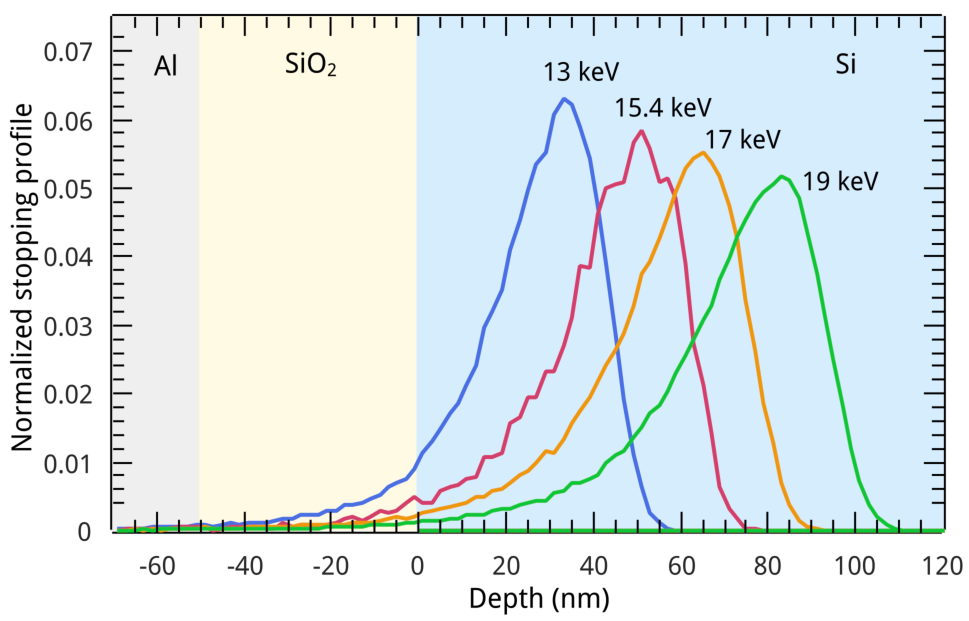 Al
SiO₂
Si
13 keV
15.4 keV
17 keV
19 keV
Normalized stopping profile
0.07
0.06
0.05
0.04
0.03
0.02
0.01
0
-60 -40 -20 0 20 40 60 80 100 120
Depth (nm)